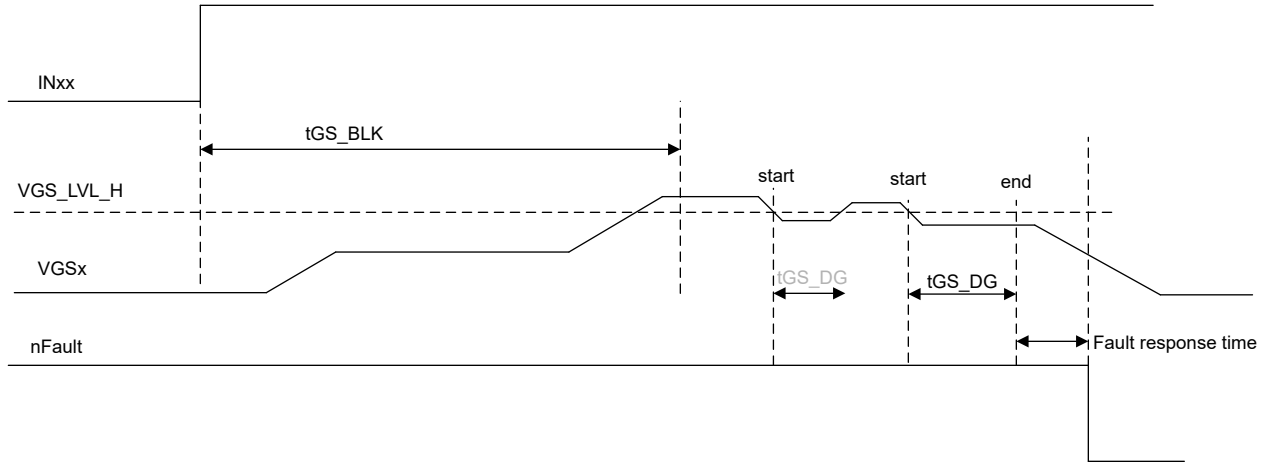 INxx
tGS_BLK
VGS_LVL_H
start
start
end
VGSx
tGS_DG
tGS_DG
nFault
Fault response time